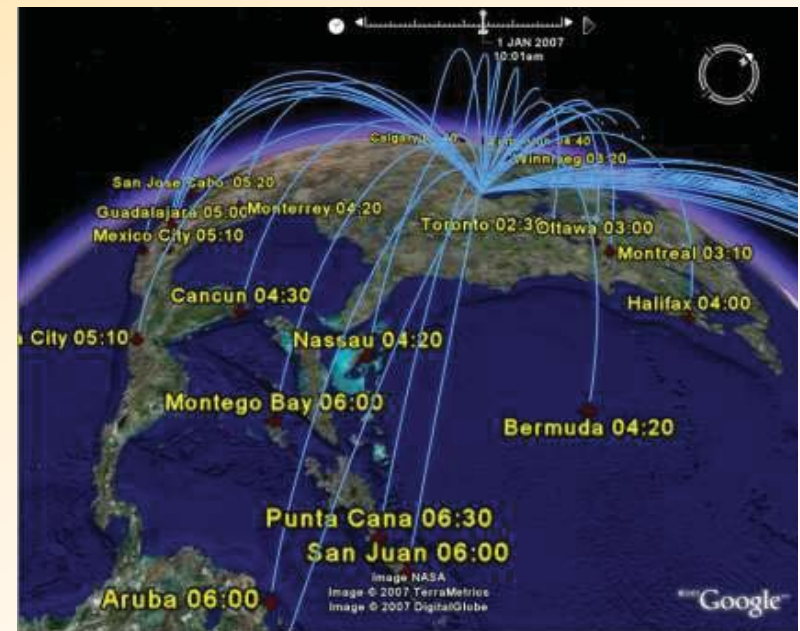 1 JAN 2007
10:01am
Winnipeg 03:20
San Jose Cabo 05:20
Guadalajara 05:00
Monterrey 04:20
Mexico City 05:10
Toronto 02:30
Ottawa 03:00
Montreal 03:10
Cancun 04:30
Halifax 04:00
City 05:10
Nassau 04:20
Montego Bay 06:00
Bermuda 04:20
Punta Cana 06:30
San Juan 06:00
Aruba 06:00
Image NASA
Image © 2007 TerraMetrics
Image © 2007 DigitalGlobe
Google